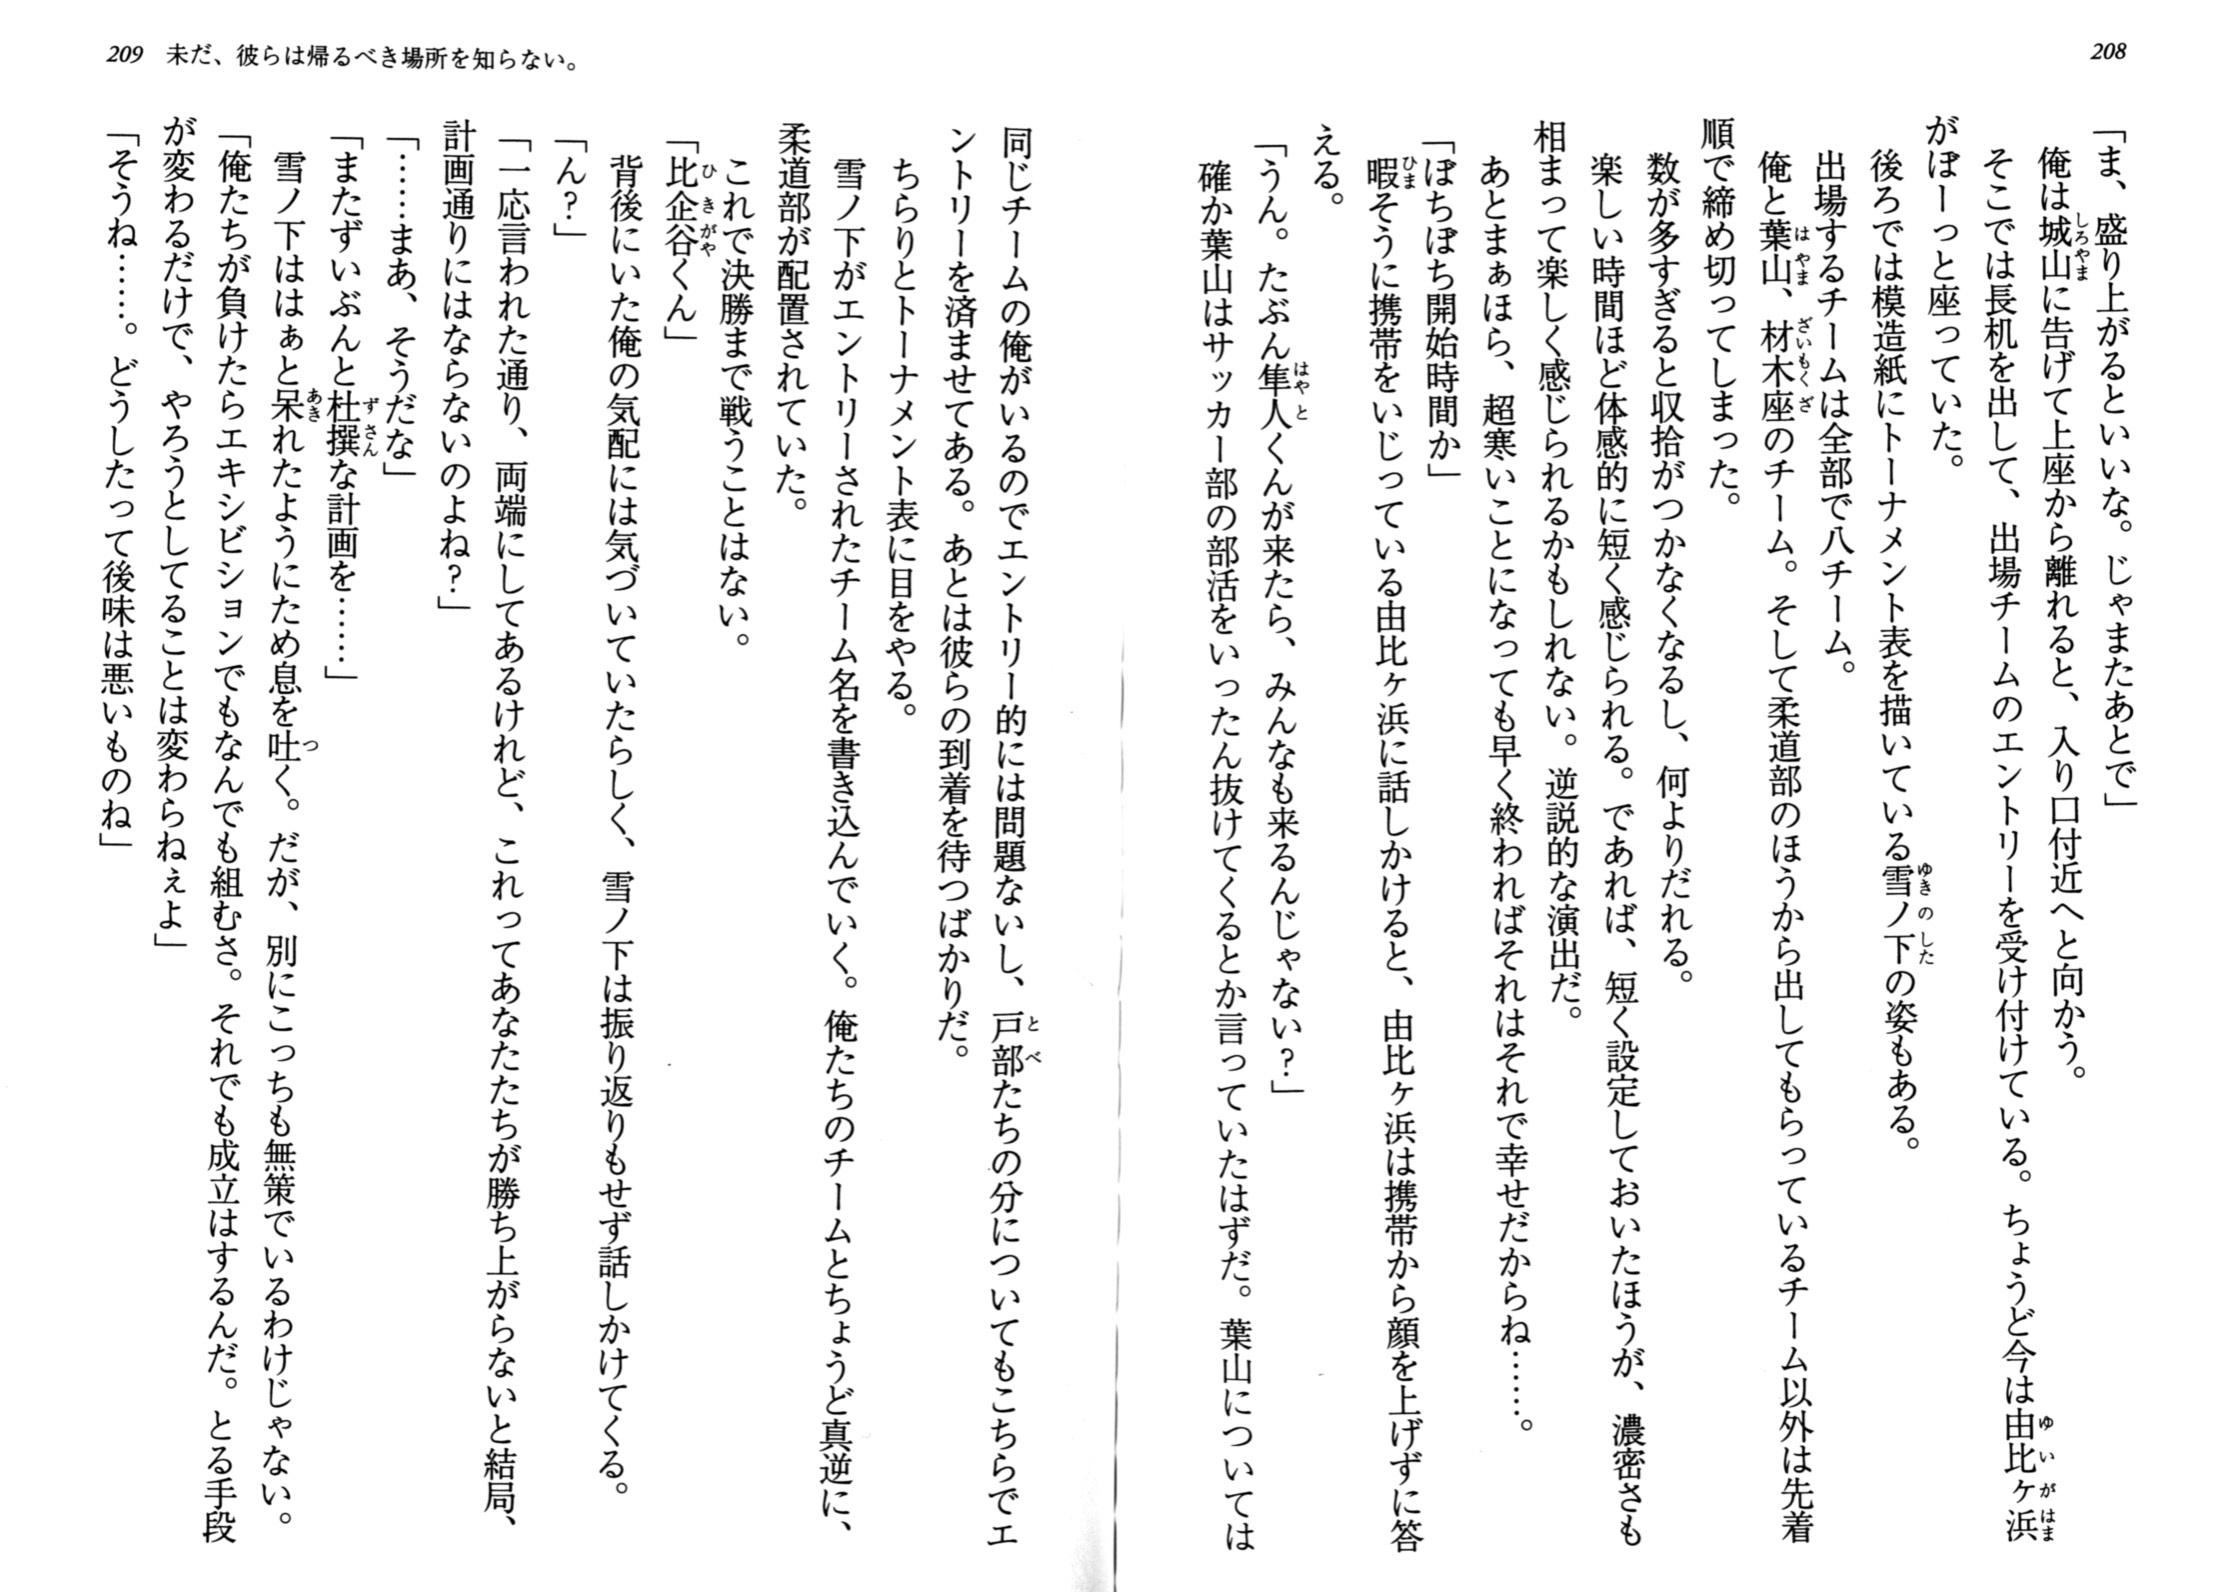 208
「ま、盛り上がるといいな。じゃまたあとで」
俺は城山に告げて上座から離れると、入り口付近へと向かう。
そこでは長机を出して、出場チームのエントリーを受け付けている。ちょうど今は由比ヶ浜
がぼーっと座っていた。
後ろでは模造紙にトーナメント表を描いている雪ノ下の姿もある。
出場するチームは全部で八チーム。
俺と葉山、材木座のチーム。そして柔道部のほうから出してもらっているチーム以外は先着
順で締め切ってしまった。
数が多すぎると収拾がつかなくなるし、何よりだれる。
楽しい時間ほど体感的に短く感じられる。であれば、短く設定しておいたほうが、濃密さも
相まって楽しく感じられるかもしれない。逆説的な演出だ。
あとまぁほら、超寒いことになっても早く終わればそれはそれで幸せだからね……。
「ぼちぼち開始時間か」
暇そうに携帯をいじっている由比ヶ浜に話しかけると、由比ヶ浜は携帯から顔を上げずに答
える。
「うん。たぶん隼人くんが来たら、みんなも来るんじゃない？」
確か葉山はサッカー部の部活をいったん抜けてくるとか言っていたはずだ。葉山については
209 未だ、彼らは帰るべき場所を知らない。
同じチームの俺がいるのでエントリー的には問題ないし、戸部たちの分についてもこちらでエ
ントリーを済ませてある。あとは彼らの到着を待つばかりだ。
ちらりとトーナメント表に目をやる。
雪ノ下がエントリーされたチーム名を書き込んでいく。俺たちのチームとちょうど真逆に、
柔道部が配置されていた。
これで決勝まで戦うことはない。
「比企谷くん」
背後にいた俺の気配には気づいていたらしく、雪ノ下は振り返りもせず話しかけてくる。
「ん？」
「一応言われた通り、両端にしてあるけれど、これってあなたたちが勝ち上がらないと結局、
計画通りにはならないのよね？」
「……まあ、そうだな」
「またずいぶんと杜撰な計画を……」
雪ノ下ははぁと呆れたようにため息を吐く。だが、別にこっちも無策でいるわけじゃない。
「俺たちが負けたらエキシビションでもなんでも組むさ。それでも成立はするんだ。とる手段
が変わるだけで、やろうとしてることは変わらねぇよ」
「そうね……。どうしたって後味は悪いものね」